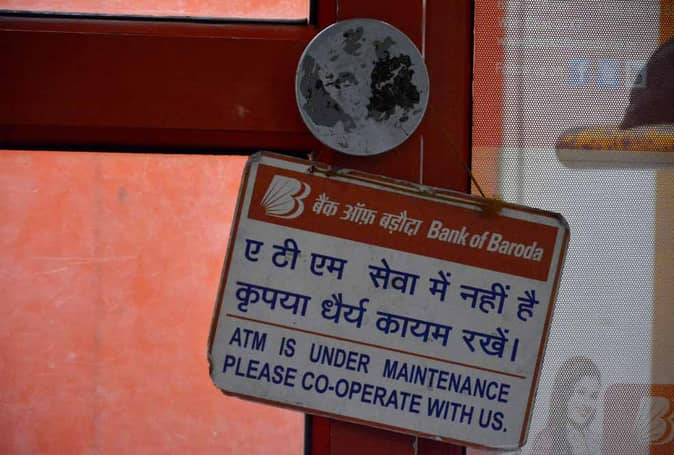 बैंक ऑफ़ बड़ौदा Bank of Baroda
ए टी एम सेवा में नहीं है
कृपया धैर्य कायम रखें।
ATM IS UNDER MAINTENANCE
PLEASE CO-OPERATE WITH US.